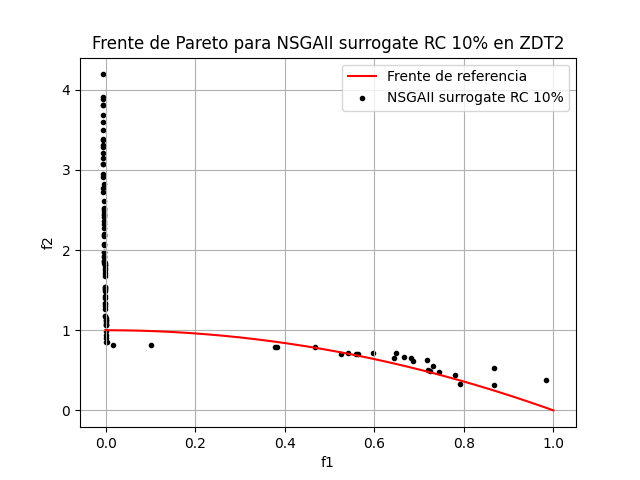 Frente de Pareto para NSGAII surrogate RC 10% en ZDT2
Frente de referencia
NSGAII surrogate RC 10%
4
3
2
1
0
f2
0.0 0.2 0.4 0.6 0.8 1.0
f1